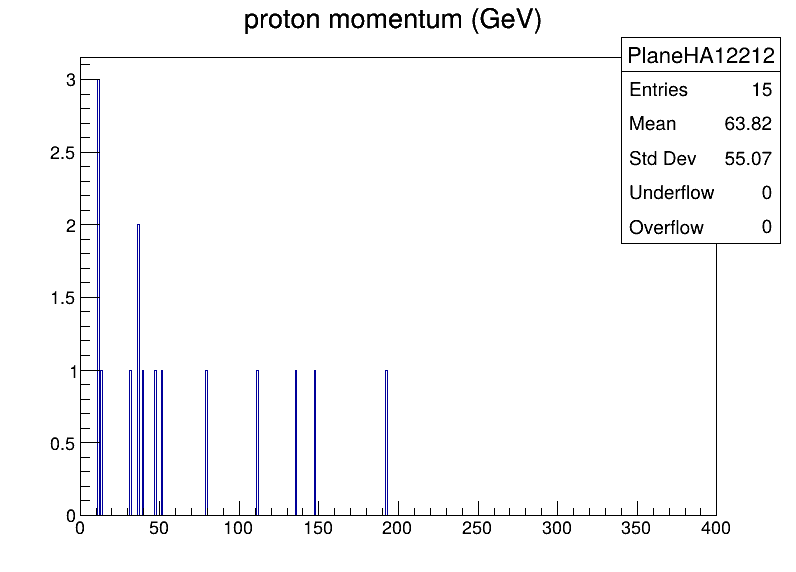 proton momentum (GeV)
PlaneHA12212
Entries 15
Mean 63.82
Std Dev 55.07
Underflow 0
Overflow 0
3
2.5
2
1.5
1
0.5
0
0 50 100 150 200 250 300 350 400